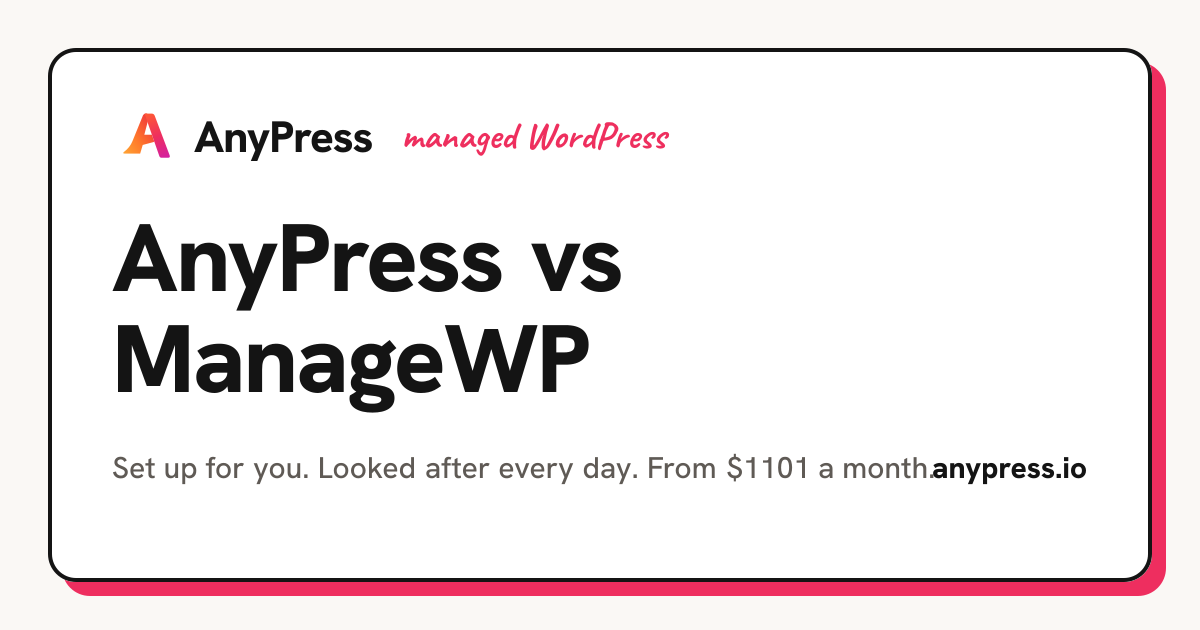 AnyPress managed WordPress
AnyPress vs
ManageWP
Set up for you. Looked after every day. From $1101 a month.anypress.io